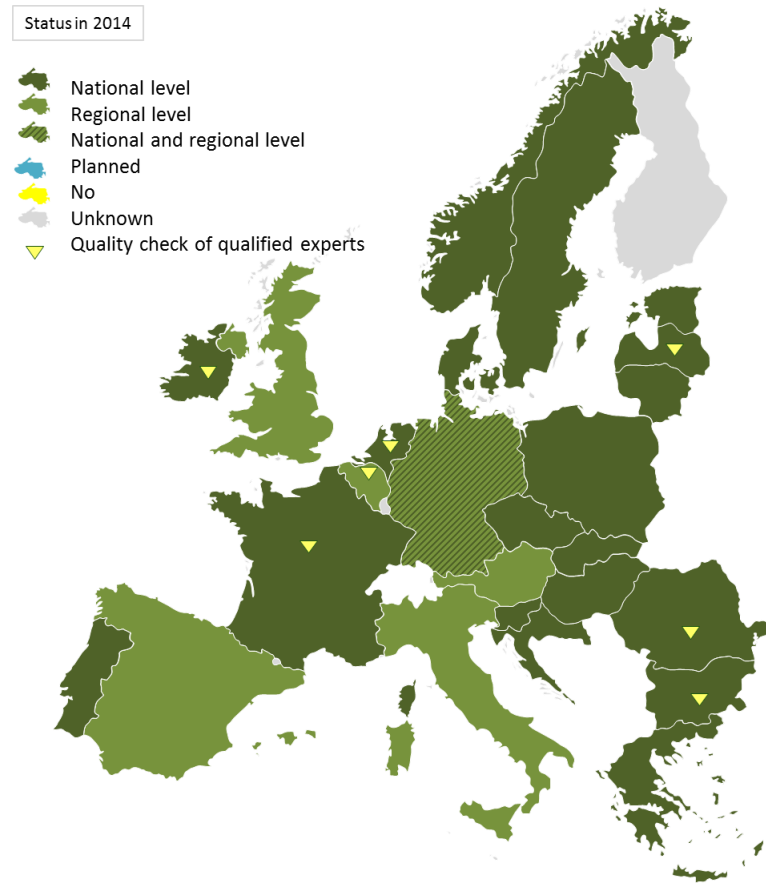 Status in 2014
National level
Regional level
National and regional level
Planned
No
Unknown
Quality check of qualified experts